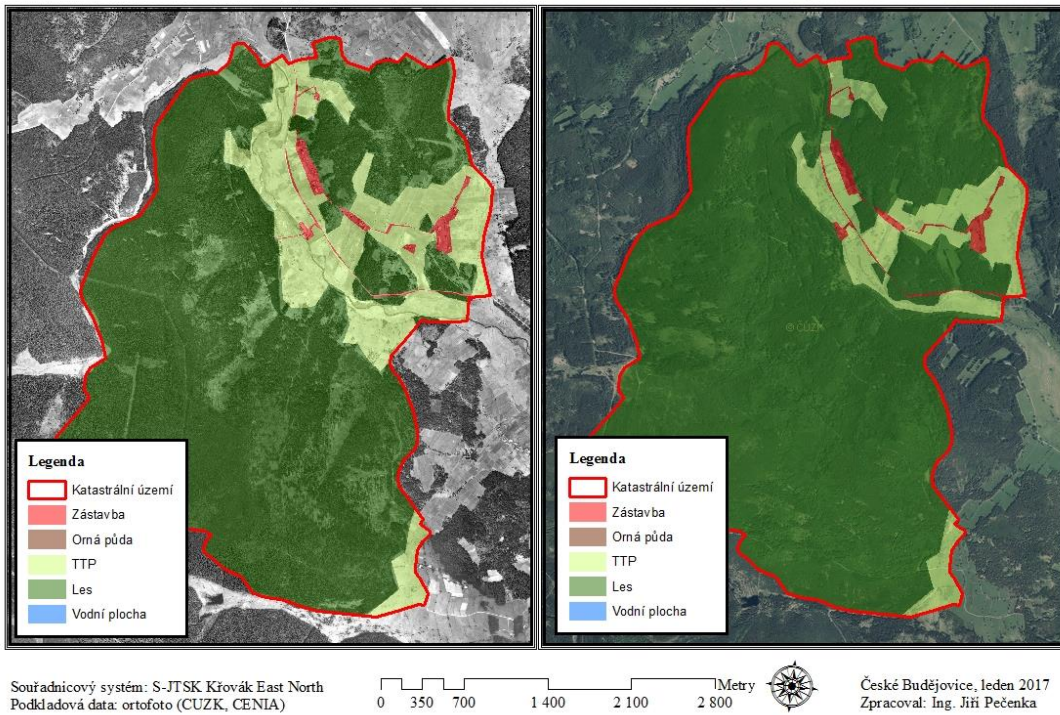 © ČÚZK
Legenda
Katastrální území
Zástavba
Orná půda
TTP
Les
Vodní plocha
Legenda
Katastrální území
Zástavba
Orná půda
TTP
Les
Vodní plocha
Souřadnicový systém: S-JTSK Křovák East North
Podkladová data: ortofoto (CUZK, CENIA)
Metry
0 350 700 1 400 2 100 2 800
České Budějovice, leden 2017
Zpracoval: Ing. Jiří Pečenka